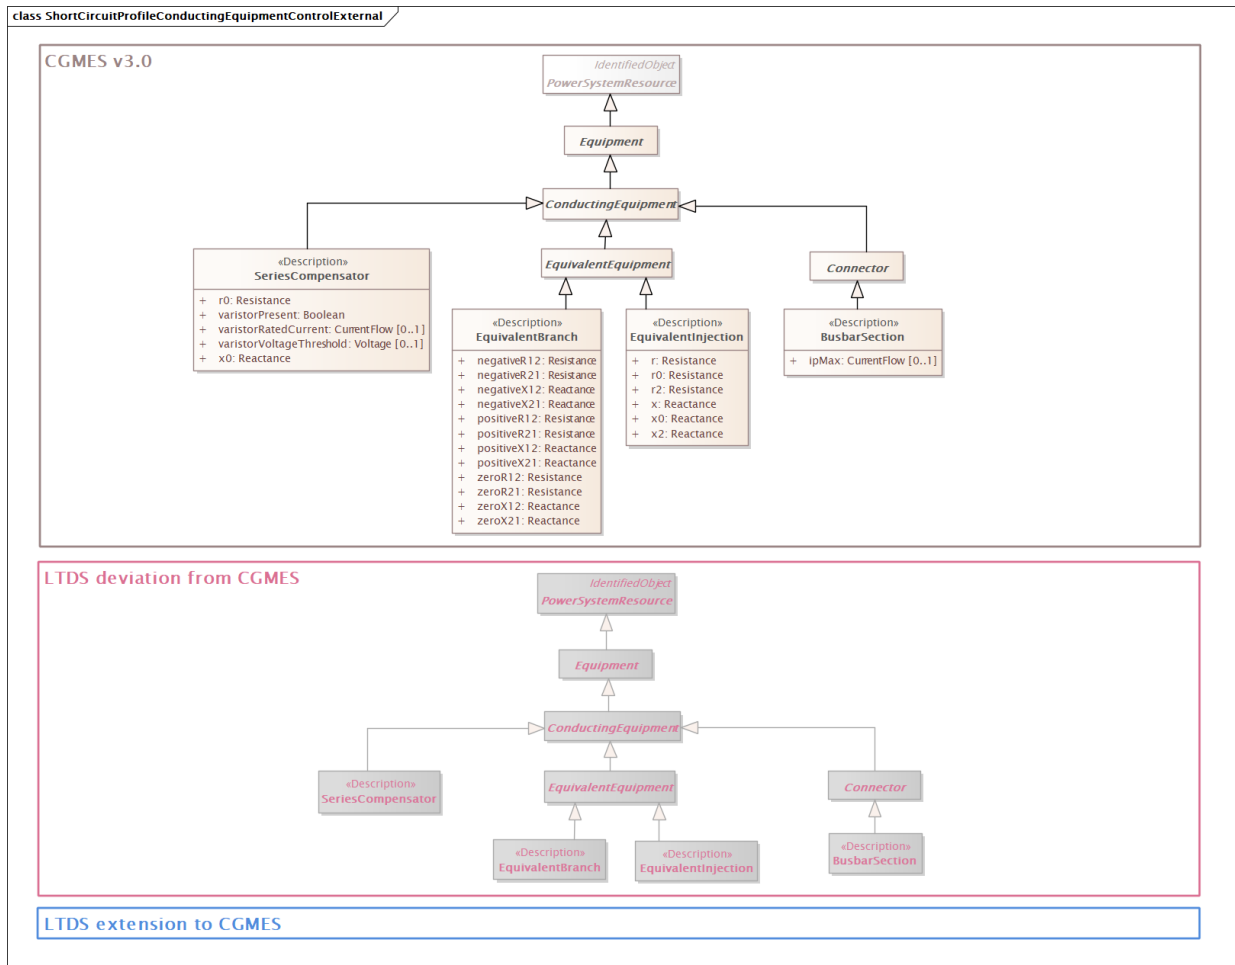 class ShortCircuitProfileConductingEquipmentControlExternal
CGMES v3.0
IdentifiedObject
PowerSystemResource
Equipment
ConductingEquipment
«Description»
SeriesCompensator
+ r0: Resistance
+ varistorPresent: Boolean
+ varistorRatedCurrent: CurrentFlow [0..1]
+ varistorVoltageThreshold: Voltage [0..1]
+ x0: Reactance
EquivalentEquipment
Connector
«Description»
EquivalentBranch
+ negativeR12: Resistance
+ negativeR21: Resistance
+ negativeX12: Reactance
+ negativeX21: Reactance
+ positiveR12: Resistance
+ positiveR21: Resistance
+ positiveX12: Reactance
+ positiveX21: Reactance
+ zeroR12: Resistance
+ zeroR21: Resistance
+ zeroX12: Reactance
+ zeroX21: Reactance
«Description»
EquivalentInjection
+ r: Resistance
+ r0: Resistance
+ r2: Resistance
+ x: Reactance
+ x0: Reactance
+ x2: Reactance
«Description»
BusbarSection
+ ipMax: CurrentFlow [0..1]
LTDS deviation from CGMES
IdentifiedObject
PowerSystemResource
Equipment
ConductingEquipment
«Description»
SeriesCompensator
EquivalentEquipment
Connector
«Description»
EquivalentBranch
«Description»
EquivalentInjection
«Description»
BusbarSection
LTDS extension to CGMES